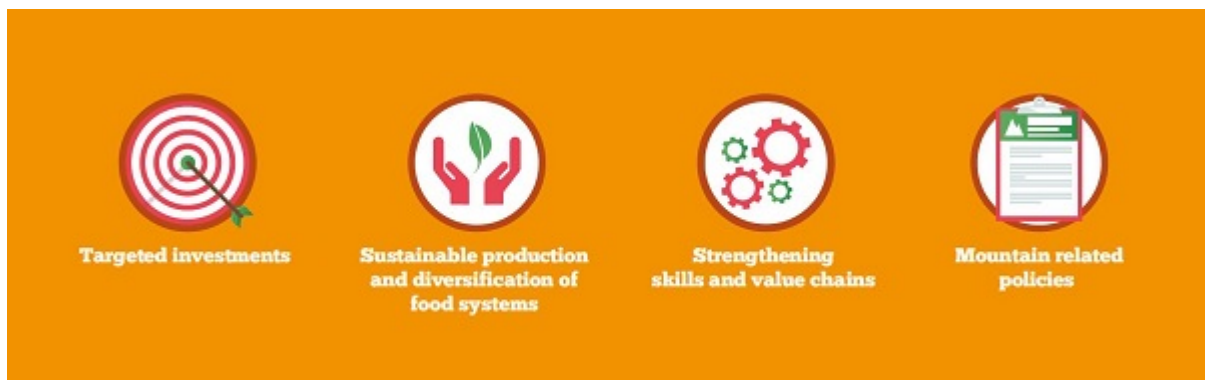 Targeted investments
Sustainable production
and diversification of
food systems
Strengthening
skills and value chains
Mountain related
policies